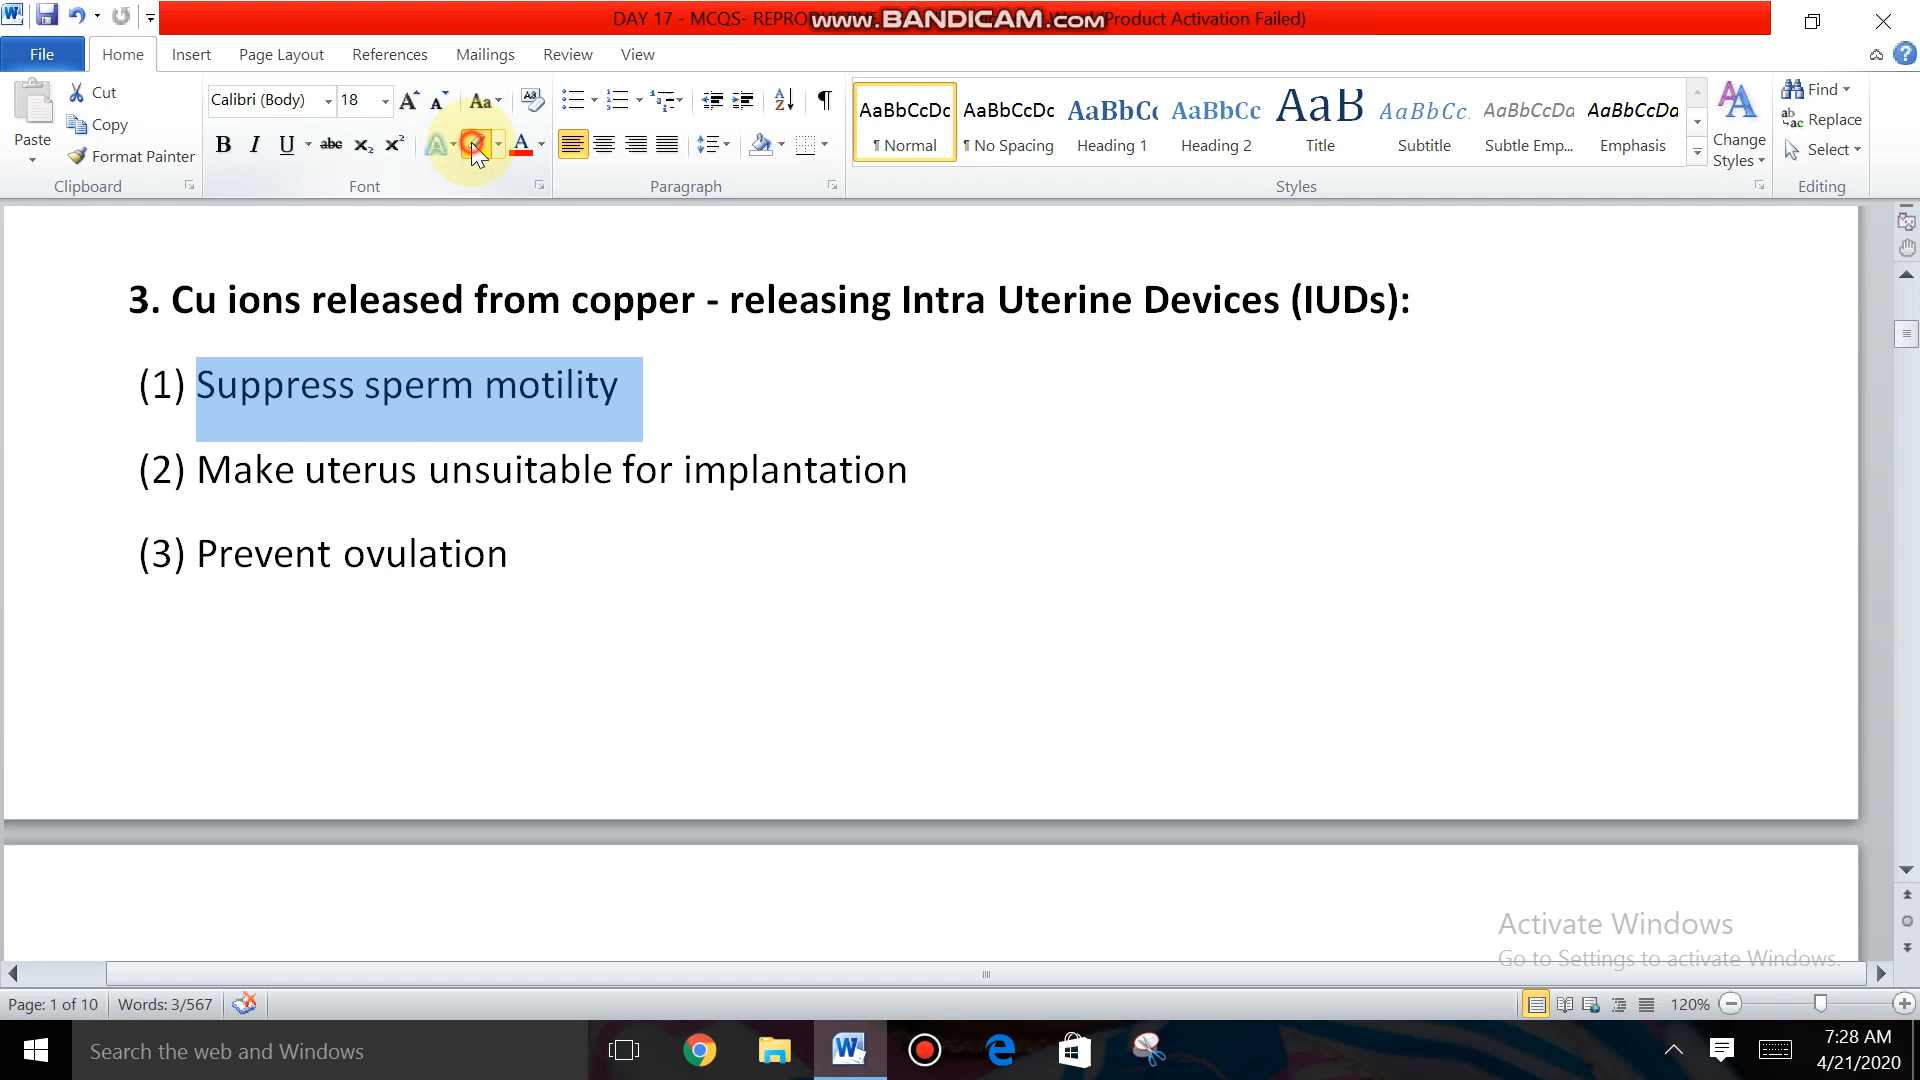 DAY 17 - MCQS- REPRODUCTIVE
www.BANDICAM.com
Word (Product Activation Failed)
File Home Insert Page Layout References Mailings Review View
Paste
Cut
Copy
Format Painter
Clipboard
Calibri (Body) 18
Font
Paragraph
AaBbCcDc AaBbCcDc AaBbCc AaBbCc AaB AaBbCc. AaBbCcDa AaBbCcDa
¶ Normal ¶ No Spacing Heading 1 Heading 2 Title Subtitle Subtle Emp... Emphasis
Change
Styles
Styles
Find
Replace
Select
Editing
3. Cu ions released from copper - releasing Intra Uterine Devices (IUDs):
(1) Suppress sperm motility
(2) Make uterus unsuitable for implantation
(3) Prevent ovulation
Activate Windows
Go to Settings to activate Windows.
Page: 1 of 10 Words: 3/567 120%
Search the web and Windows
7:28 AM
4/21/2020